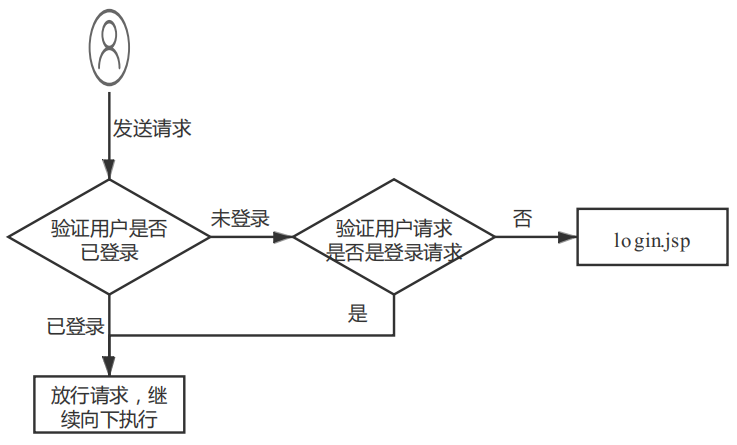 发送请求
验证用户是否
已登录
未登录
验证用户请求
是否是登录请求
否
login.jsp
已登录
是
放行请求，继
续向下执行